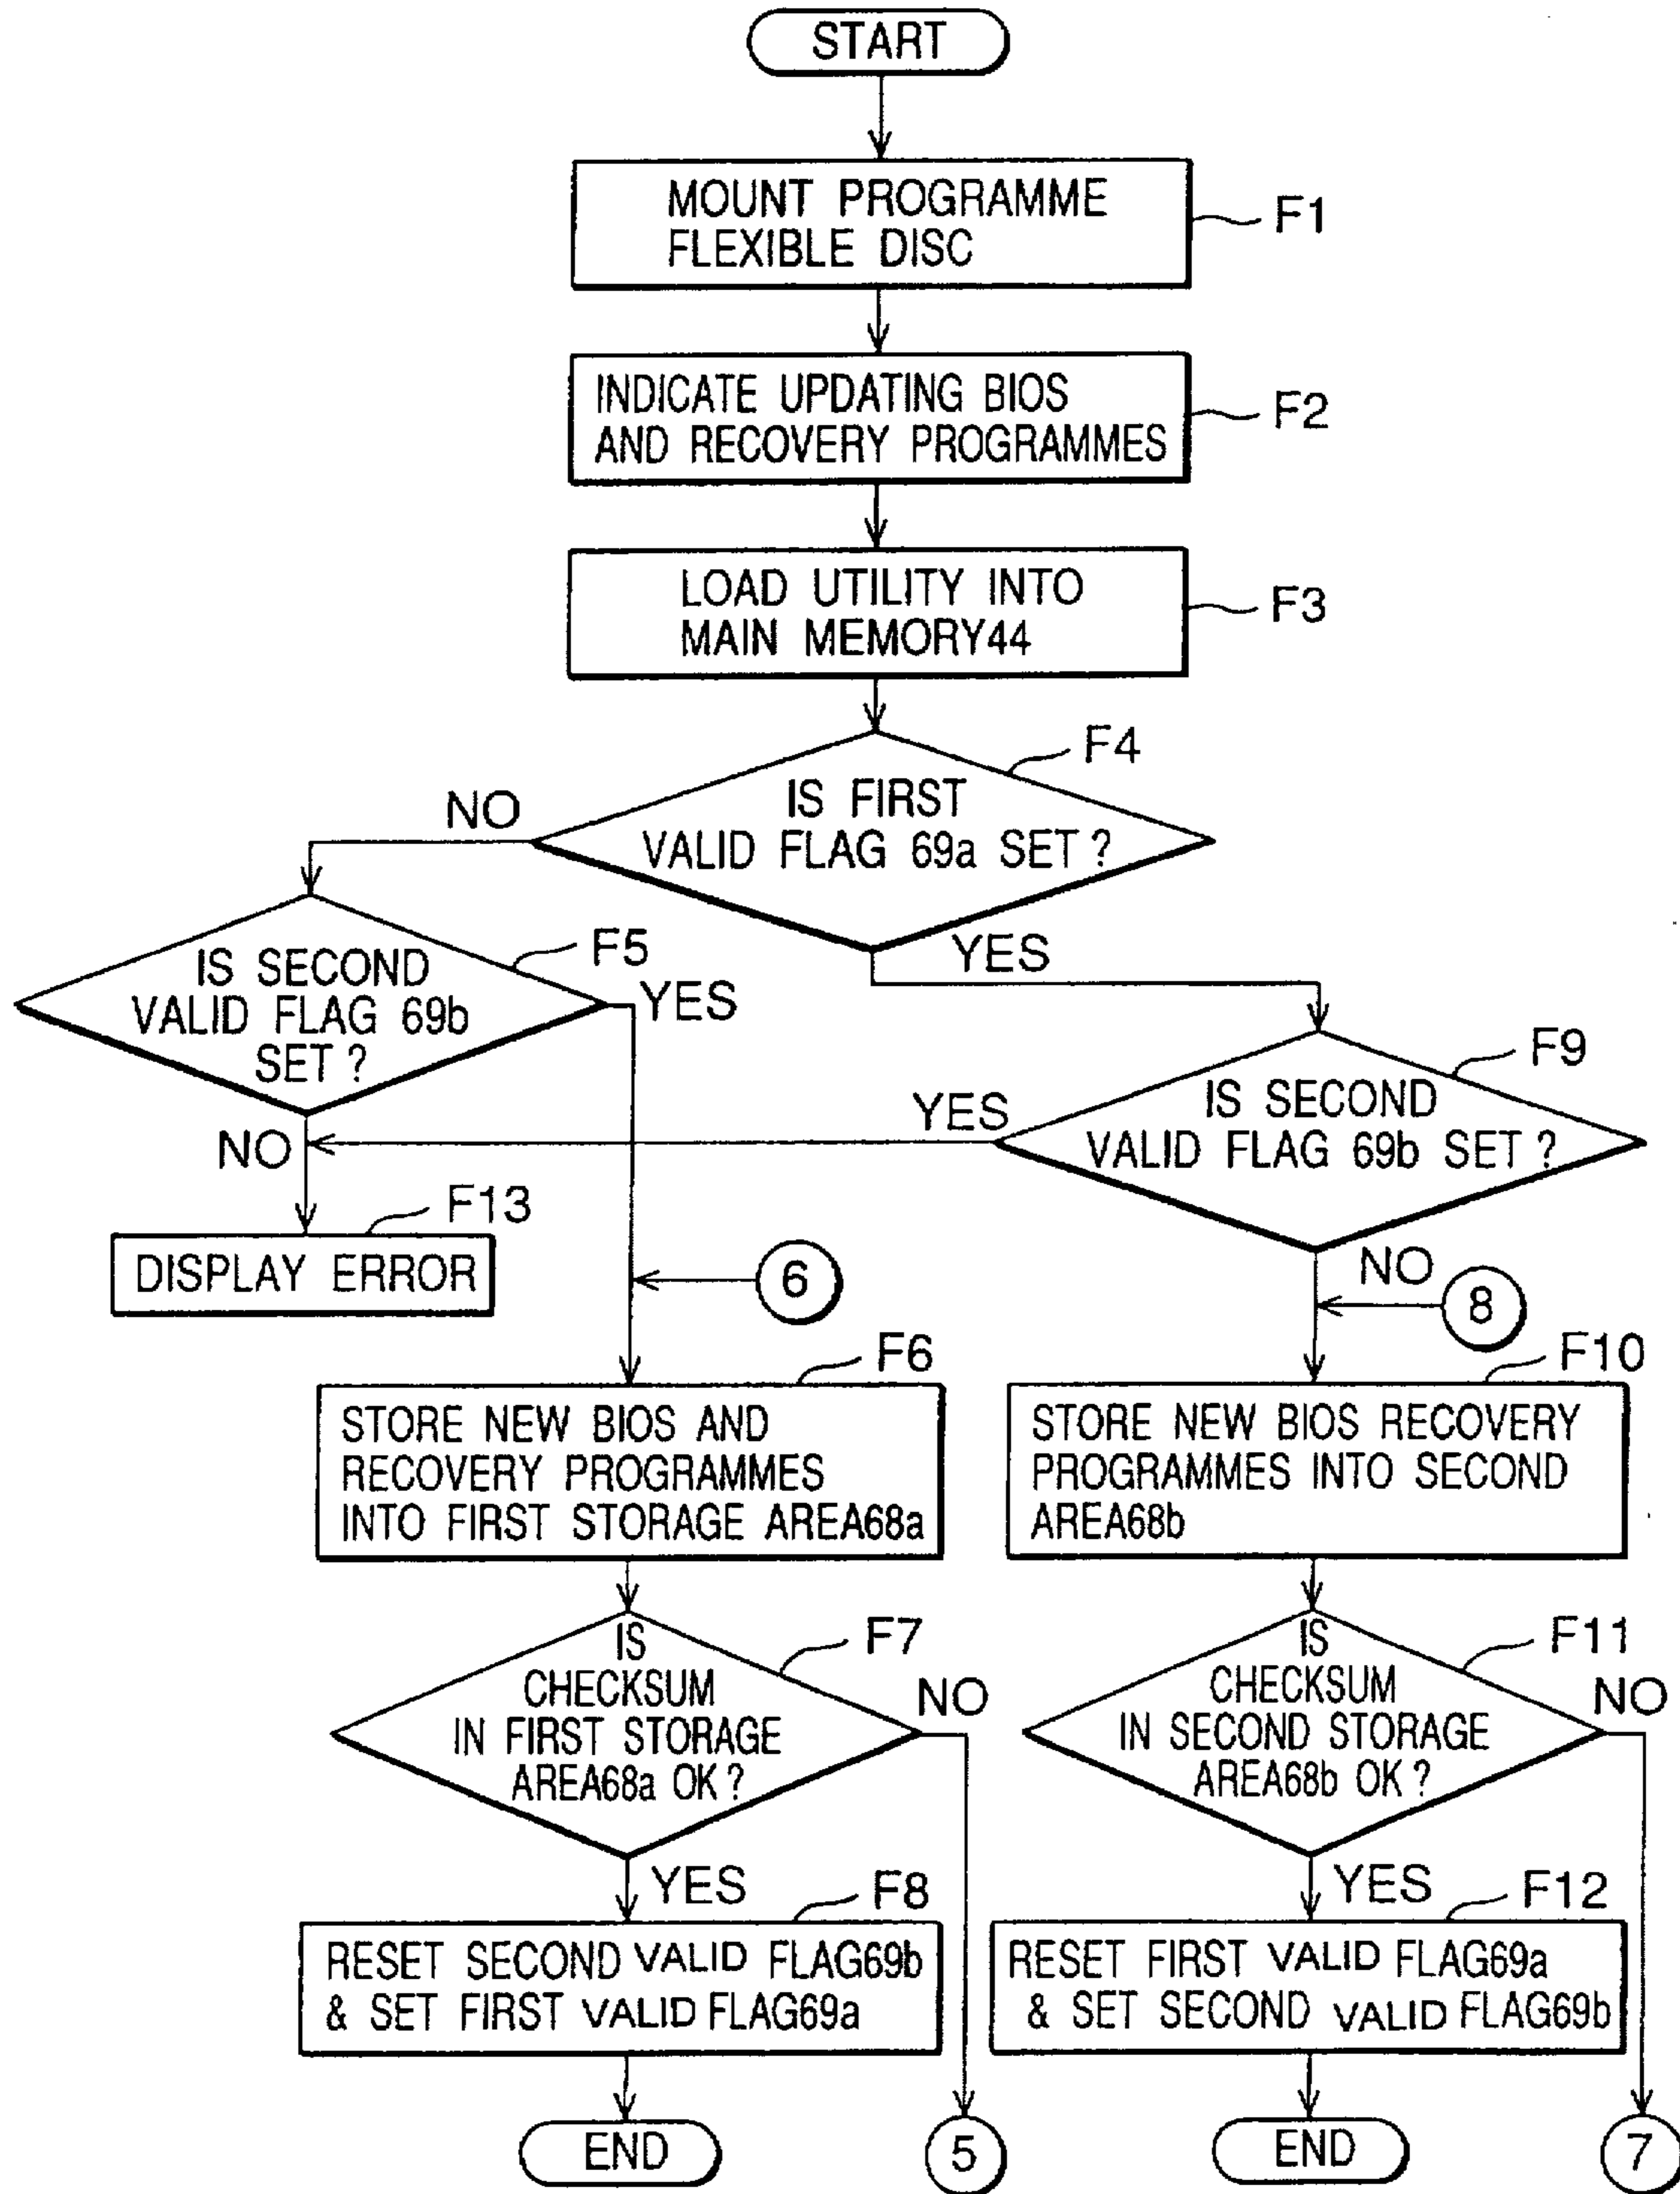 START
MOUNT PROGRAMME
FLEXIBLE DISC
F1
INDICATE UPDATING BIOS
AND RECOVERY PROGRAMMES
F2
LOAD UTILITY INTO
MAIN MEMORY44
F3
F4
IS FIRST
VALID FLAG 69a SET?
NO
YES
F5
IS SECOND
VALID FLAG 69b
SET?
YES
NO
F9
IS SECOND
VALID FLAG 69b SET?
YES
NO
F13
DISPLAY ERROR
6
8
F6
STORE NEW BIOS AND
RECOVERY PROGRAMMES
INTO FIRST STORAGE AREA68a
F10
STORE NEW BIOS RECOVERY
PROGRAMMES INTO SECOND
AREA68b
F7
IS
CHECKSUM
IN FIRST STORAGE
AREA68a OK?
NO
YES
F11
IS
CHECKSUM
IN SECOND STORAGE
AREA68b OK?
NO
YES
F8
RESET SECOND VALID FLAG69b
& SET FIRST VALID FLAG69a
F12
RESET FIRST VALID FLAG69a
& SET SECOND VALID FLAG69b
END
5
END
7